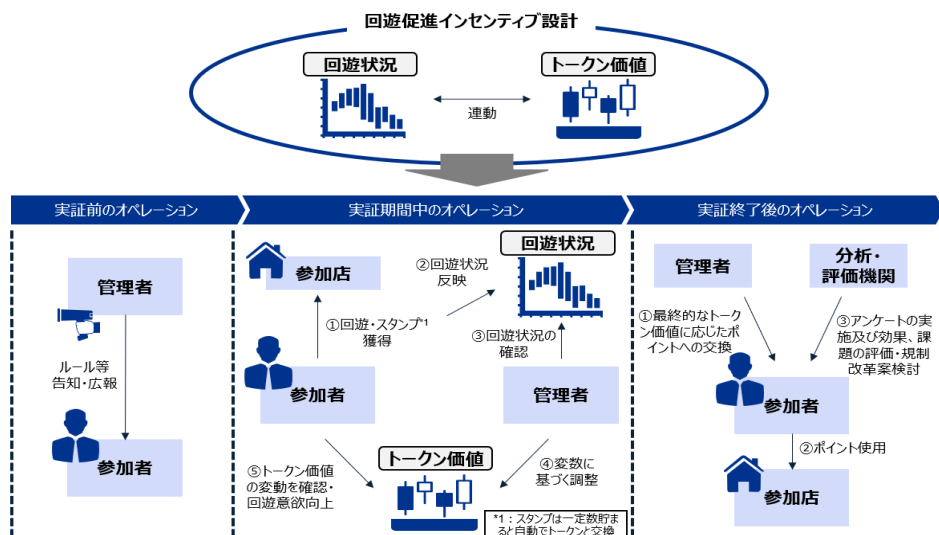 回遊促進インセンティブ設計
回遊状況
トークン価値
連動
実証前のオペレーション
実証期間中のオペレーション
実証終了後のオペレーション
管理者
ルール等
告知・広報
参加者
参加店
①回遊・スタンプ*1
獲得
参加者
②回遊状況
反映
回遊状況
③回遊状況の
確認
管理者
④変数に
基づく調整
トークン価値
⑤トークン価値
の変動を確認・
回遊意欲向上
*1：スタンプは一定数貯ま
ると自動でトークンと交換
管理者
分析・
評価機関
①最終的なトーク
ン価値に応じたポ
イントへの交換
③アンケートの実
施及び効果、課
題の評価・規制
改革案検討
参加者
②ポイント使用
参加店